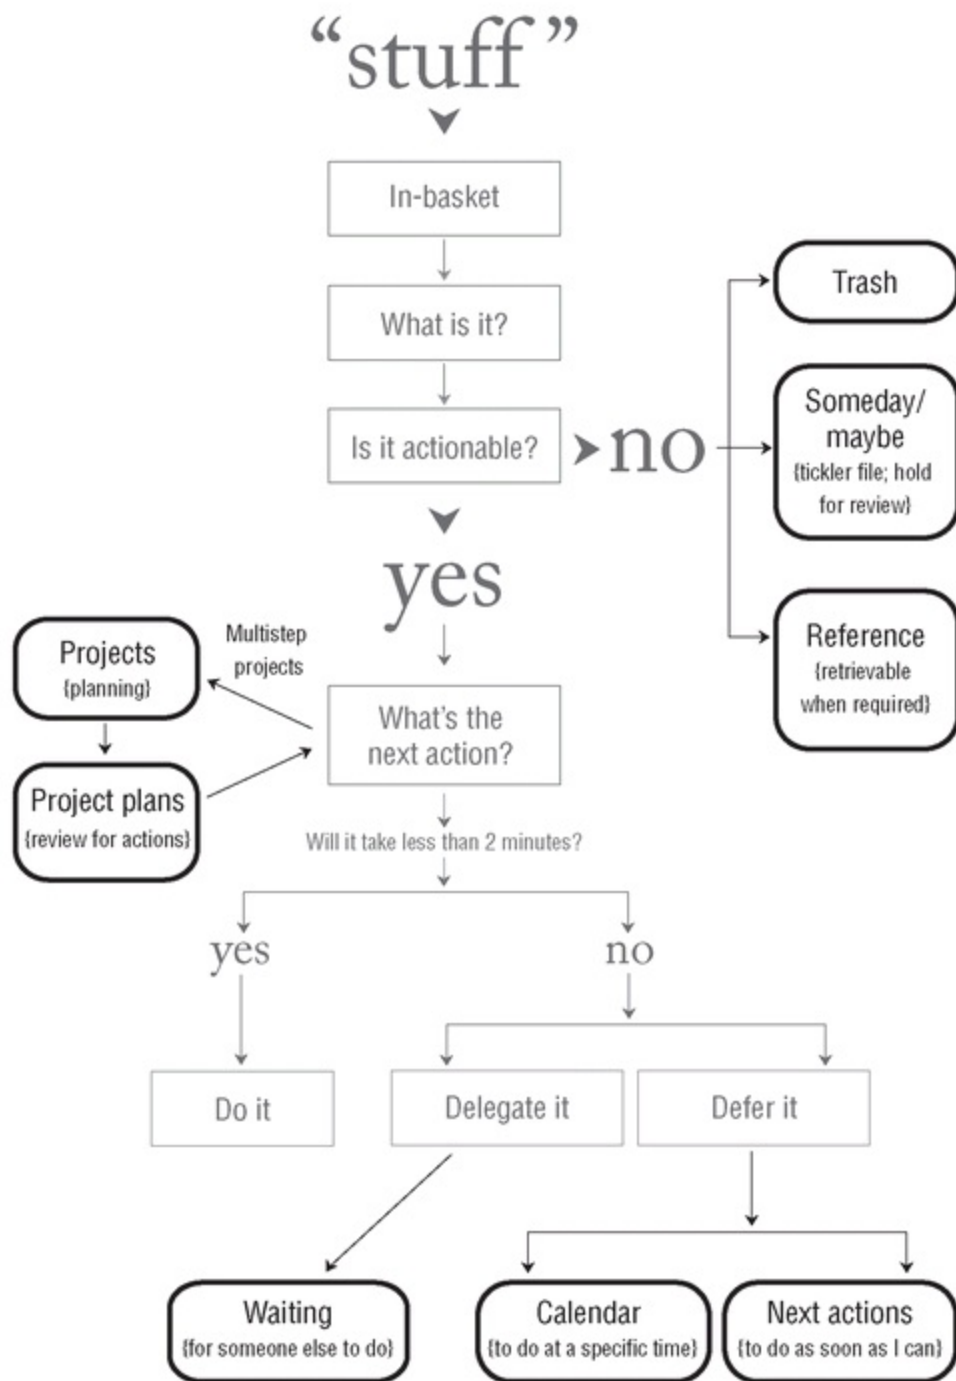 “stuff”
In-basket
What is it?
Is it actionable?
no
Trash
Someday/
maybe
{tickler file; hold
for review}
Reference
{retrievable
when required}
yes
Multistep
projects
Projects
{planning}
Project plans
{review for actions}
What's the
next action?
Will it take less than 2 minutes?
yes
no
Do it
Delegate it
Defer it
Waiting
{for someone else to do}
Calendar
{to do at a specific time}
Next actions
{to do as soon as I can}